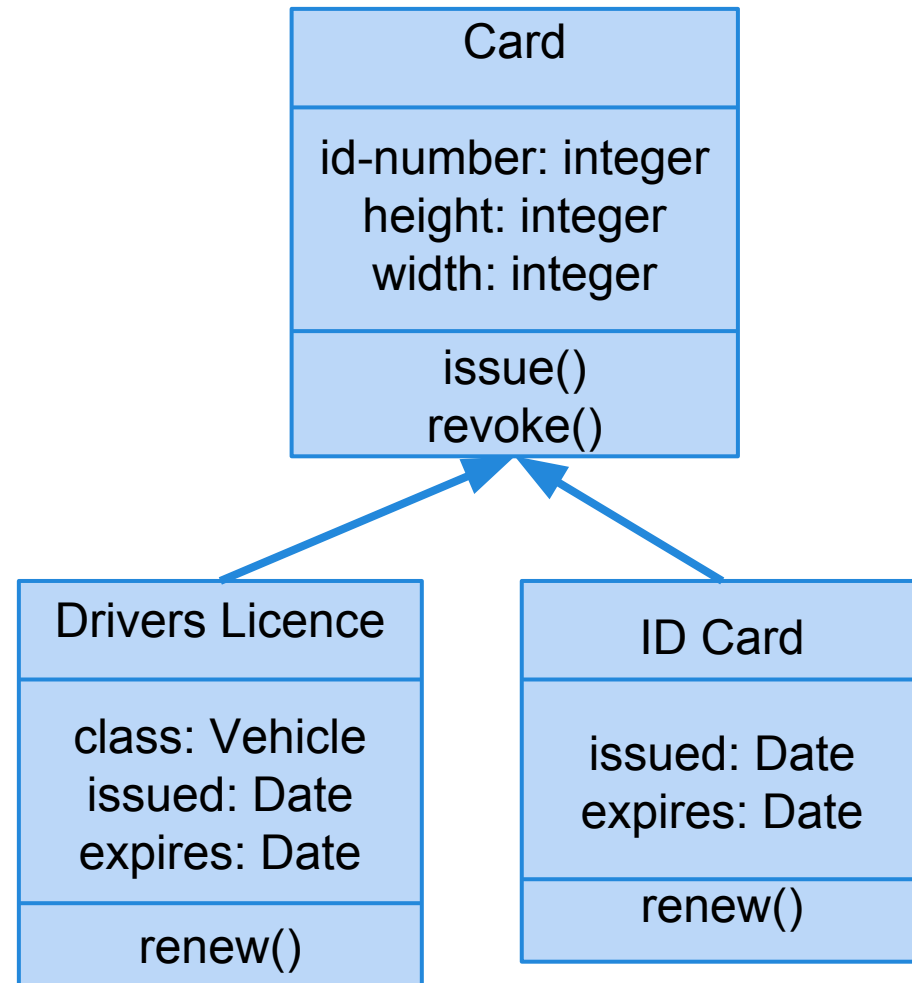 Card
id-number: integer
height: integer
width: integer
issue()
revoke()
Drivers Licence
class: Vehicle
issued: Date
expires: Date
renew()
ID Card
issued: Date
expires: Date
renew()